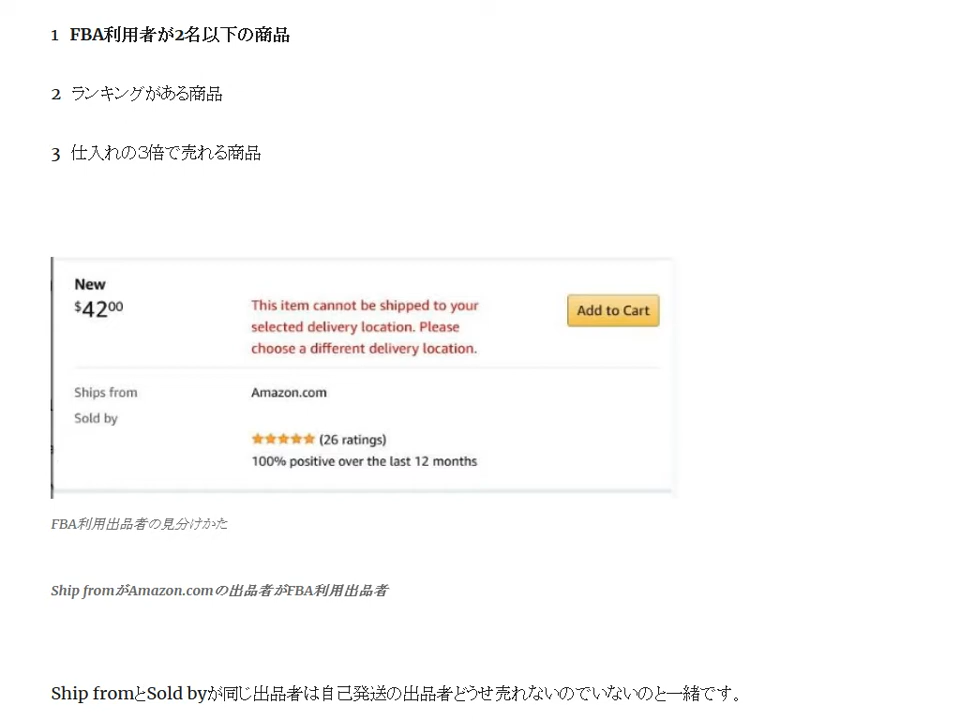 1 FBA利用者が2名以下の商品
2 ランキングがある商品
3 仕入れの３倍で売れる商品
New
$42⁰⁰
This item cannot be shipped to your
selected delivery location. Please
choose a different delivery location.
Add to Cart
Ships from Amazon.com
Sold by
(26 ratings)
100% positive over the last 12 months
FBA利用出品者の見分けかた
Ship fromがAmazon.comの出品者がFBA利用出品者
Ship fromとSold byが同じ出品者は自己発送の出品者どうせ売れないのでいないのと一緒です。